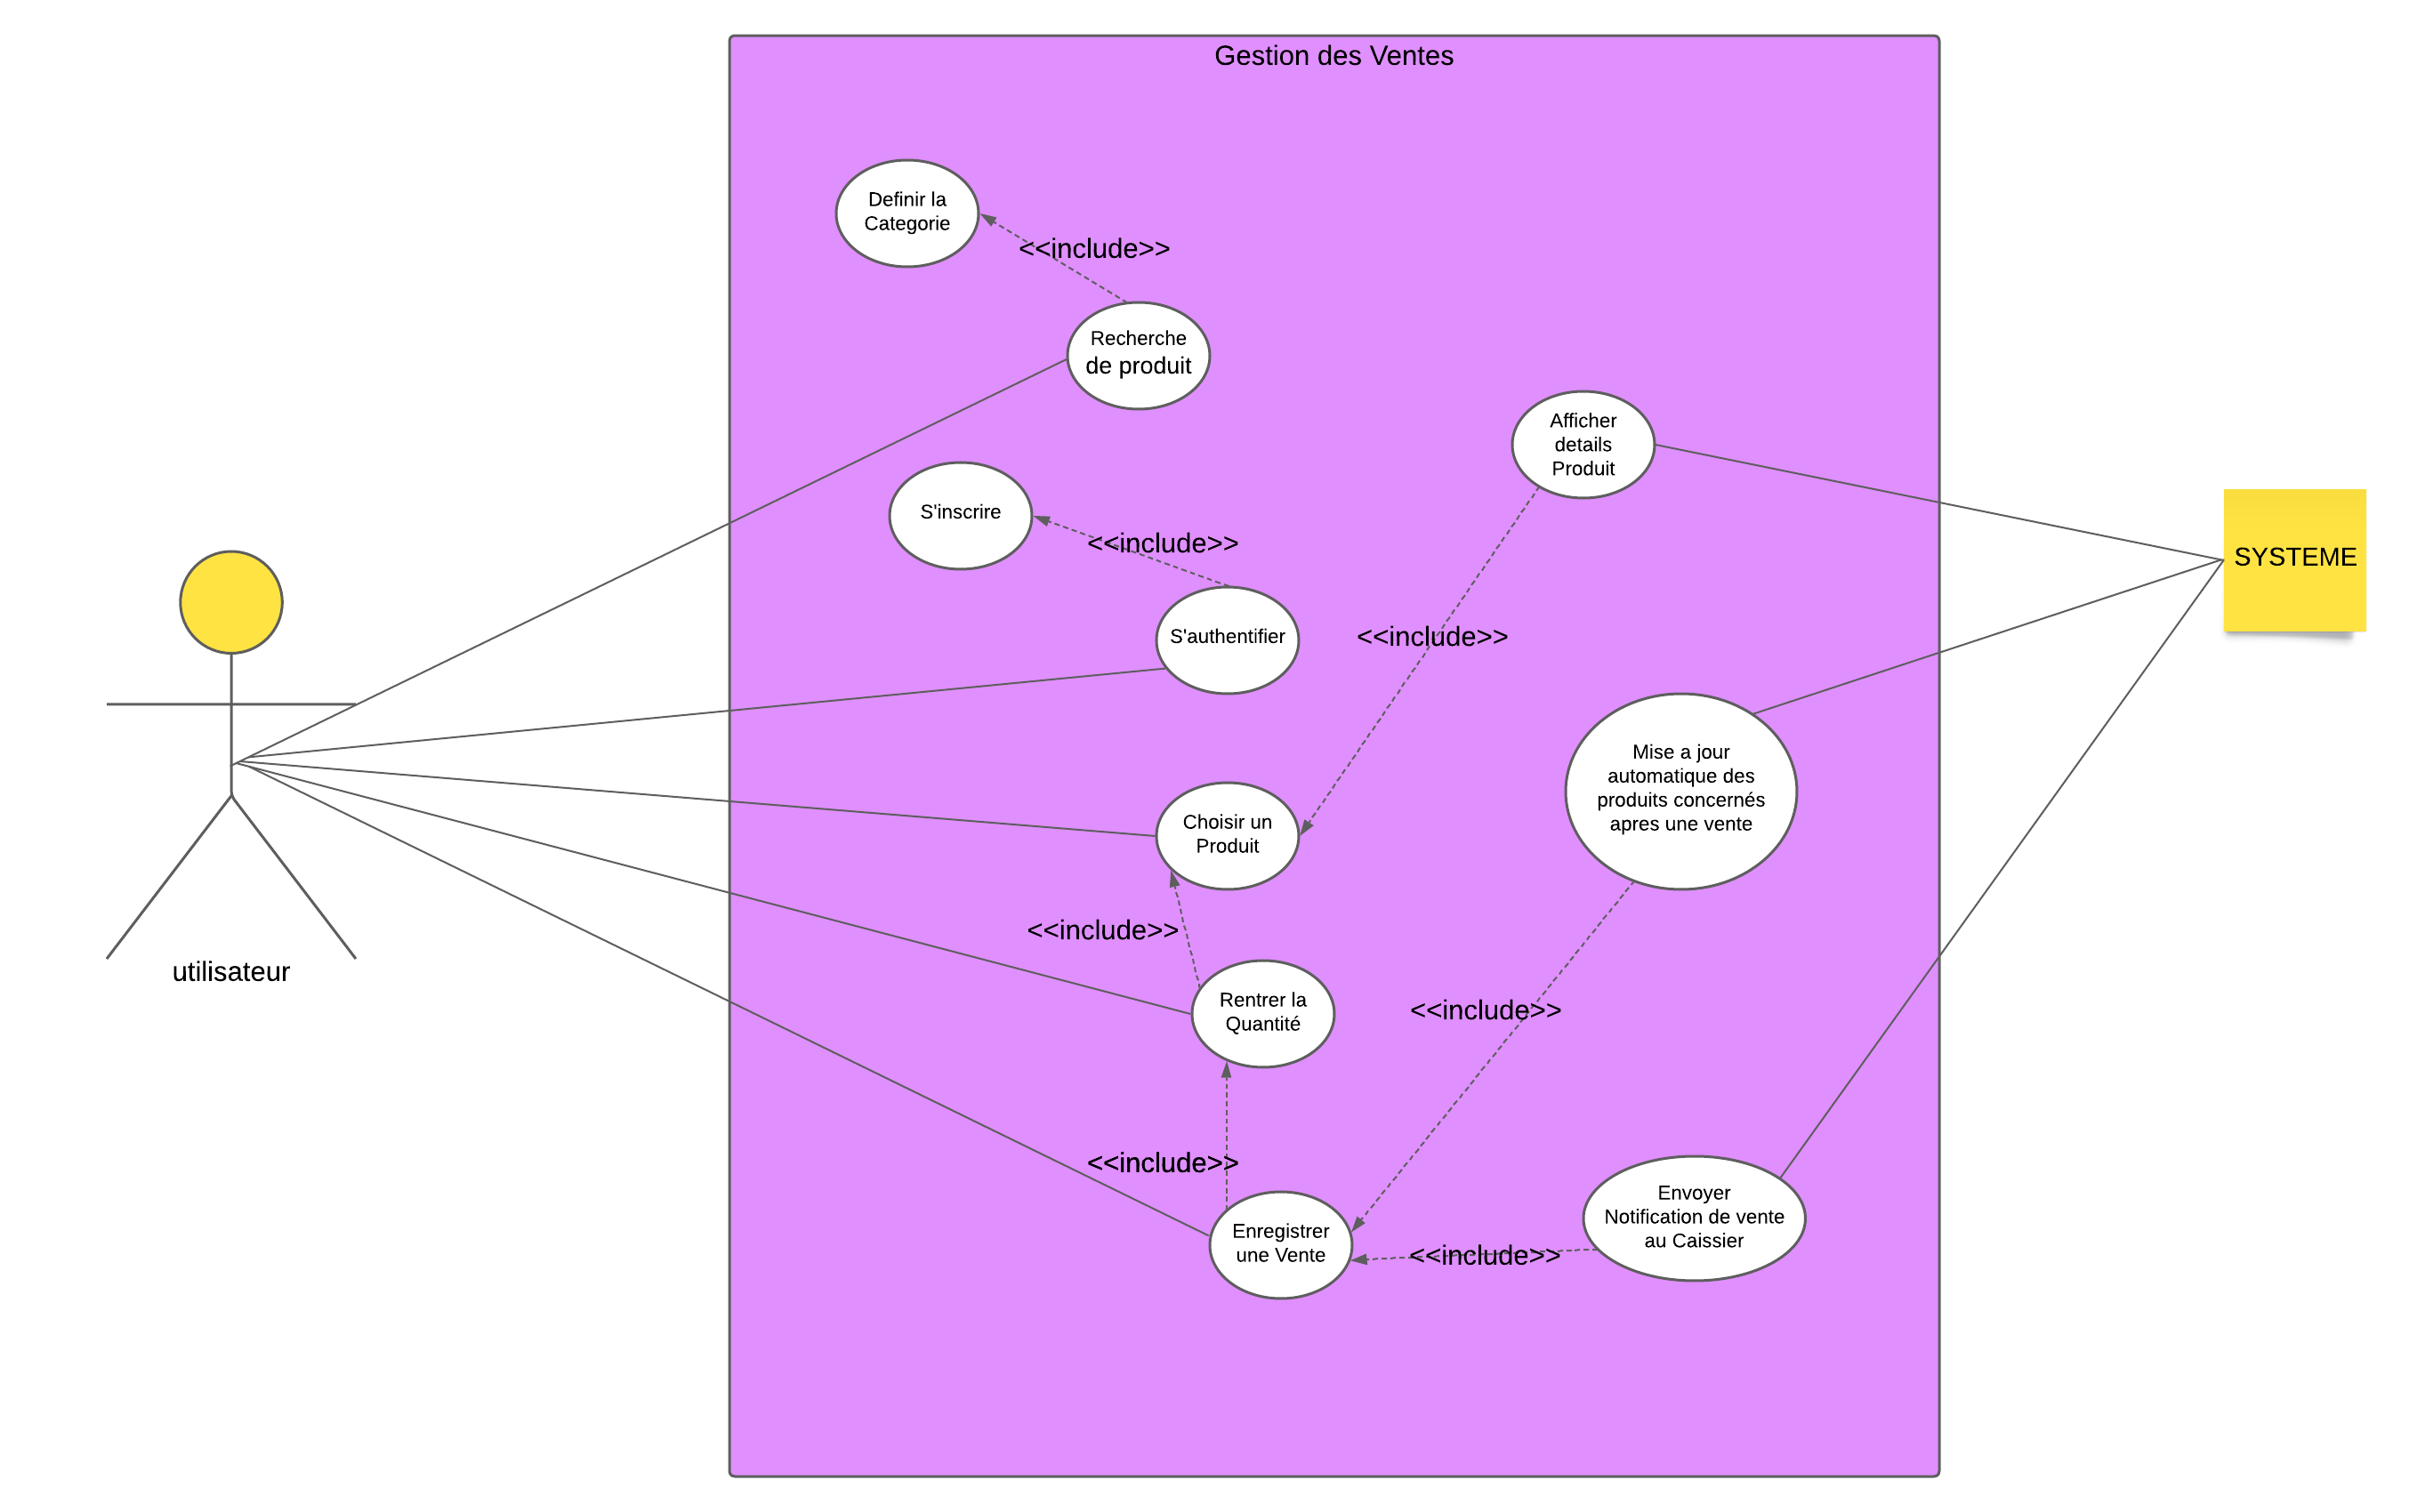 Gestion des Ventes
Definir la
Categorie
<<include>>
Recherche
de produit
Afficher
details
Produit
S'inscrire
<<include>>
SYSTEME
S'authentifier
<<include>>
Mise a jour
automatique des
produits concernés
apres une vente
Choisir un
Produit
<<include>>
utilisateur
Rentrer la
Quantité
<<include>>
<<include>>
Envoyer
Notification de vente
au Caissier
Enregistrer
une Vente
<<include>>